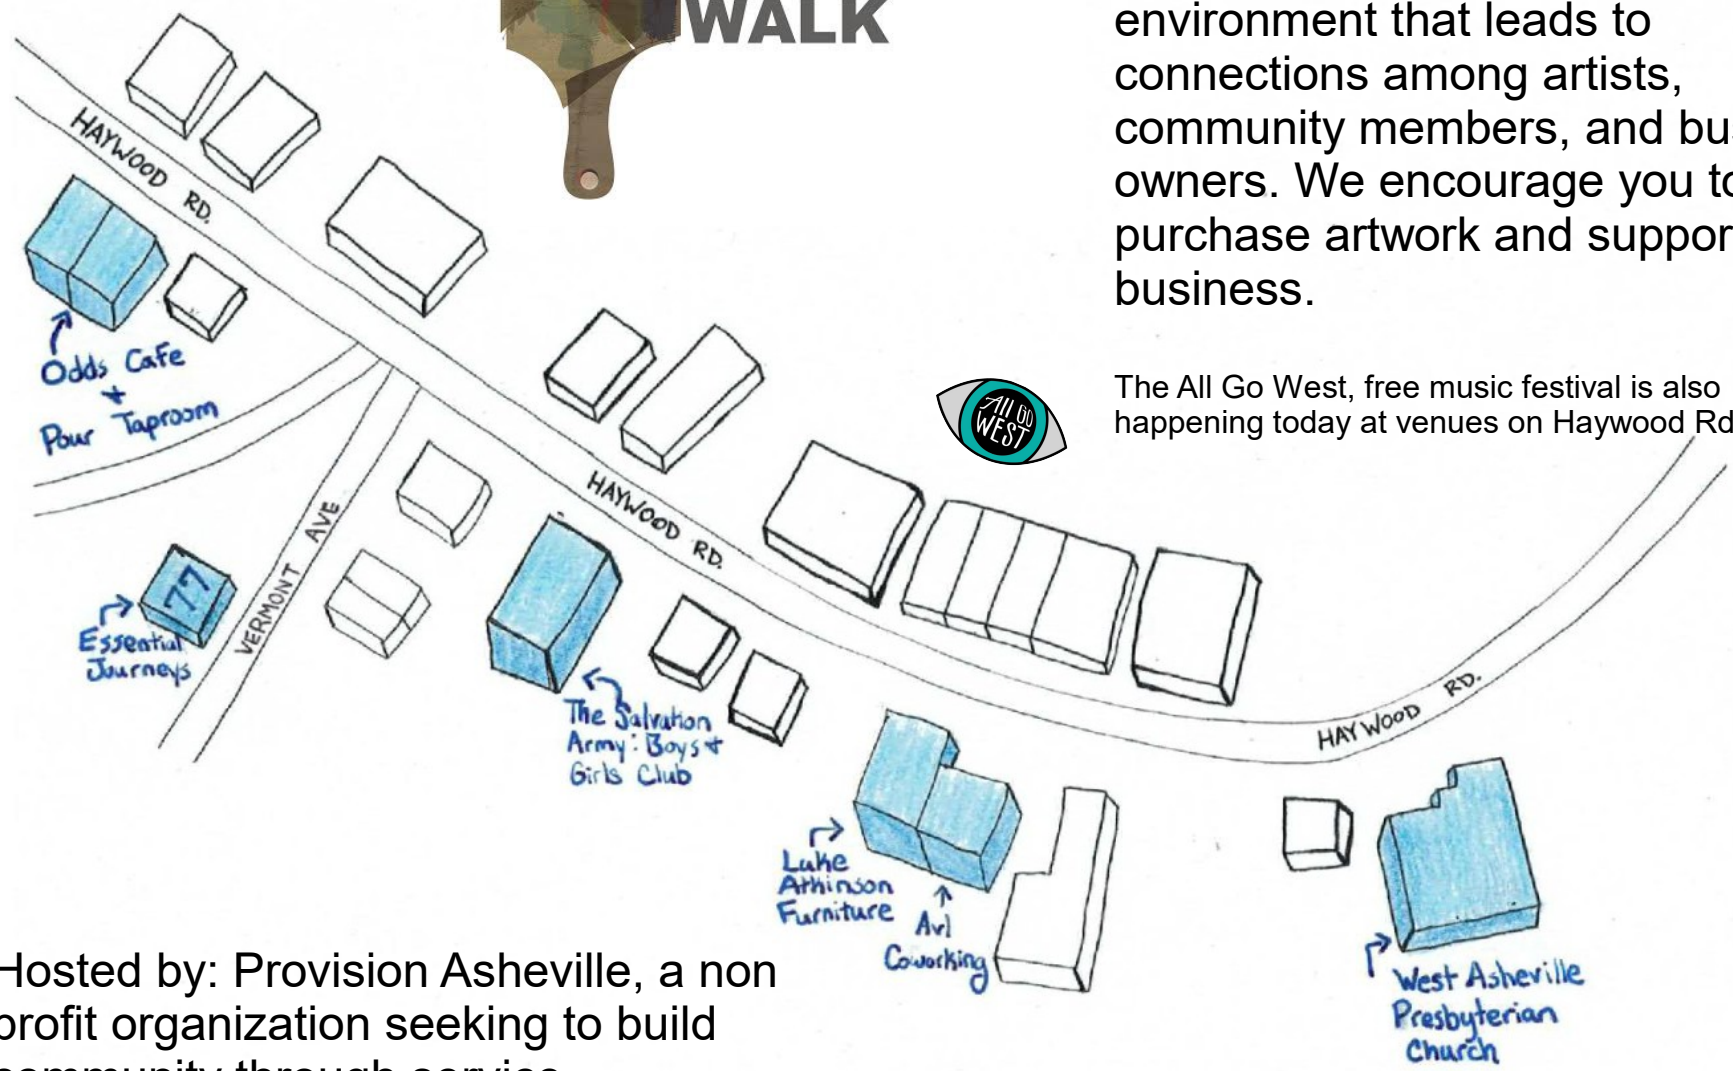 WALK
environment that leads to
connections among artists,
community members, and bu
owners. We encourage you to
purchase artwork and suppor
business.
The All Go West, free music festival is also
happening today at venues on Haywood Rd
All GO
WEST
HAYWOOD RD.
Odds Cafe
+
Pour Taproom
HAYWOOD RD.
VERMONT AVE
77
Essential
Journeys
The Salvation
Army: Boys +
Girls Club
HAYWOOD RD.
Luke
Atkinson
Furniture
Avl
Coworking
West Asheville
Presbyterian
Church
Hosted by: Provision Asheville, a non
profit organization seeking to build
community through service